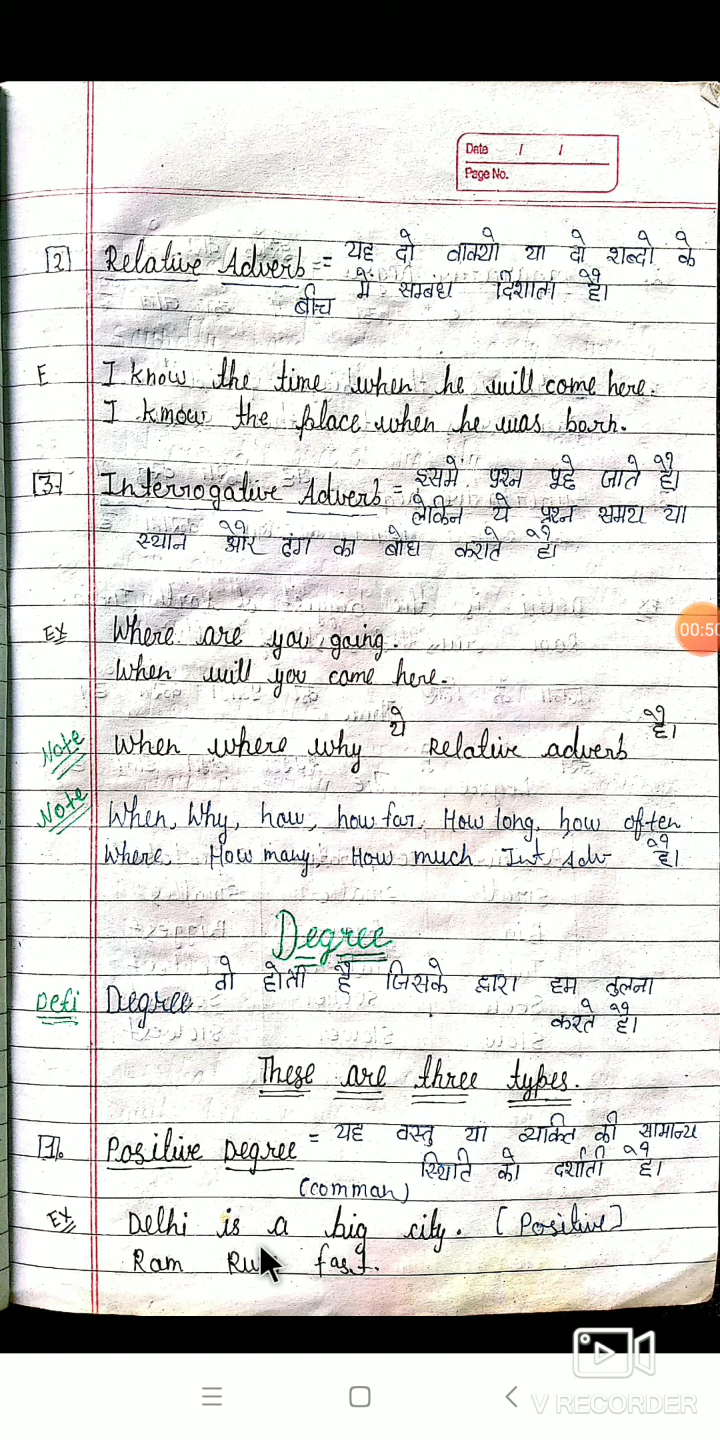 Date / /
Page No.
[2] Relative Adverb = यह दो वाक्यो या दो शब्दो के
बीच में सम्बंध र्दिशाता है।
E I know the time when he will come here.
I kmow the place when he was born.
[3] Interrogative Adverb = इसमे प्रश्न पूछे जाते है।
लेकिन ये प्रश्न समय या
स्थान और ढंग का बोध कराते है।
EX Where are you going.
When will you come here.
Note When where why ये Relative adverb है।
Note When, Why, how, how far, How long, how often
Where, How many, How much Int Adv है।
Degree
Defi Degree वो होती है जिसके द्वारा हम तुलना
करते है।
These are three types.
[1]. Positive Degree = यह वस्तु या व्यक्ति की सामान्य
स्थिति को दर्शाती है।
(comman)
Ex Delhi is a big city. [Positive]
Ram fast.
00:50
V RECORDER